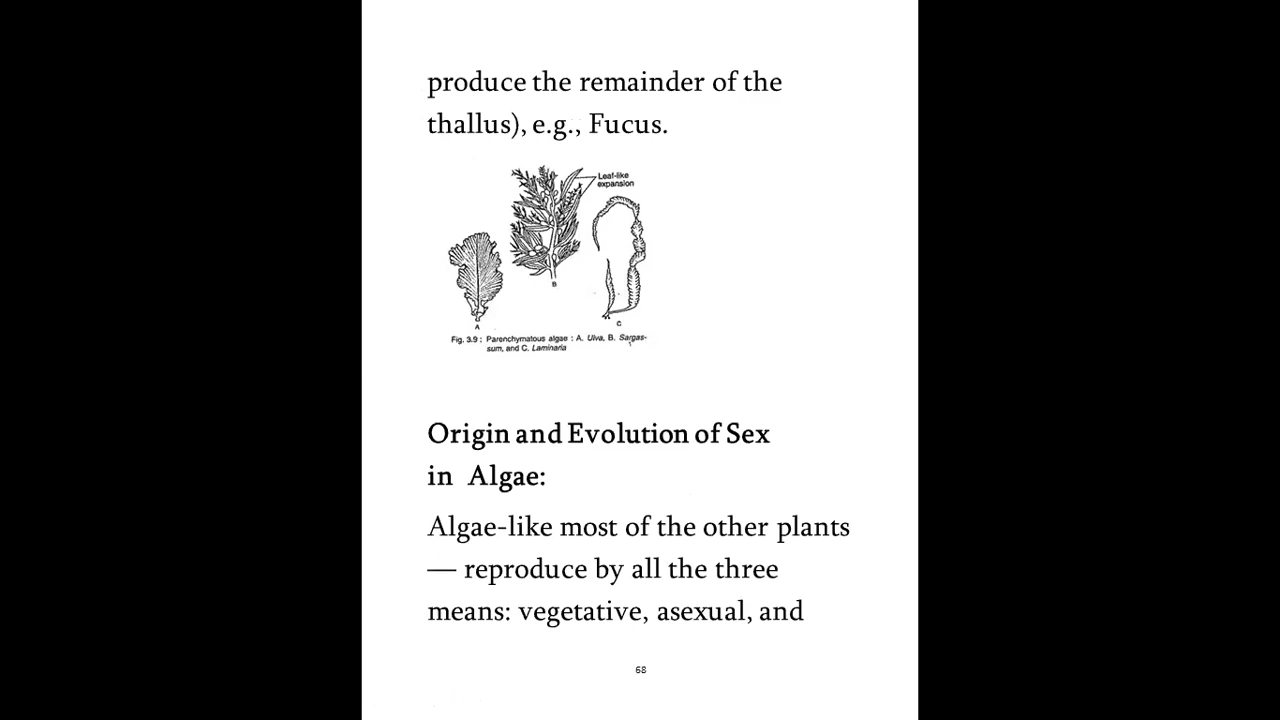 produce the remainder of the
thallus), e.g., Fucus.
Leaf-like
expansion
B
A
C
Fig. 3.9 : Parenchymatous algae : A. Ulva, B. Sargas-
sum, and C. Laminaria
Origin and Evolution of Sex
in Algae:
Algae-like most of the other plants
— reproduce by all the three
means: vegetative, asexual, and
68